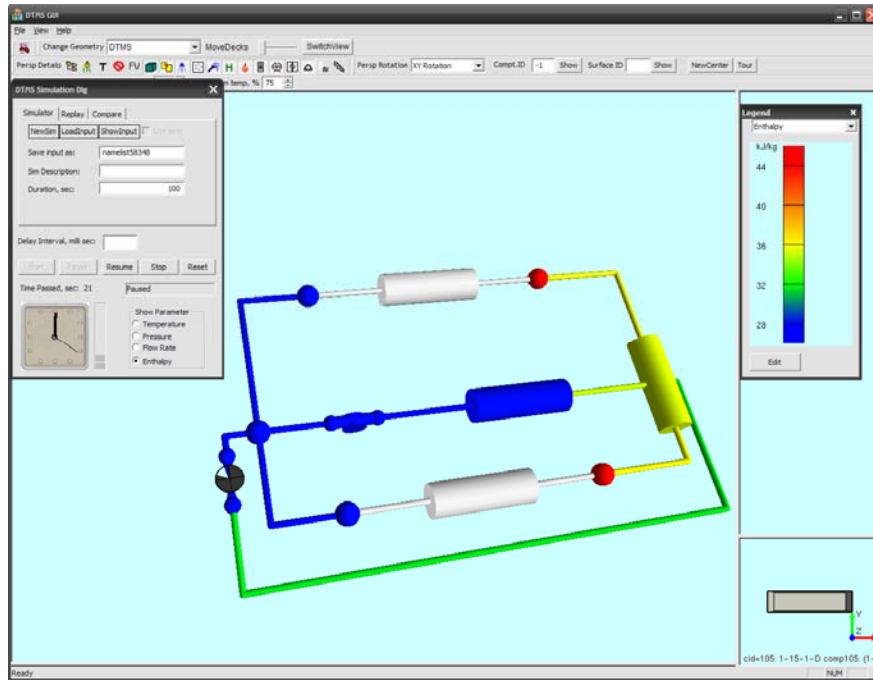 DTMS GUI
File View Help
Change Geometry DTMS MoveDecks SwitchView
Persp Details T FV H Persp Rotation XY Rotation Compt.ID -1 Show Surface ID Show NewCenter Tour
temp, % 75
DTMS Simulation Dlg
Simulator Replay Compare
NewSim LoadInput ShowInput
Save input as: namelist58348
Sim Description:
Duration, sec: 100
Delay Interval, mili sec:
Start Pause Resume Stop Reset
Time Passed, sec: 21 Paused
Show Parameter
Temperature
Pressure
Flow Rate
Enthalpy
Legend
Enthalpy
kJ/kg
44
40
36
32
28
Edit
Y
Z
cid=105: 1-15-1-D comp105: (1-
Ready NUM